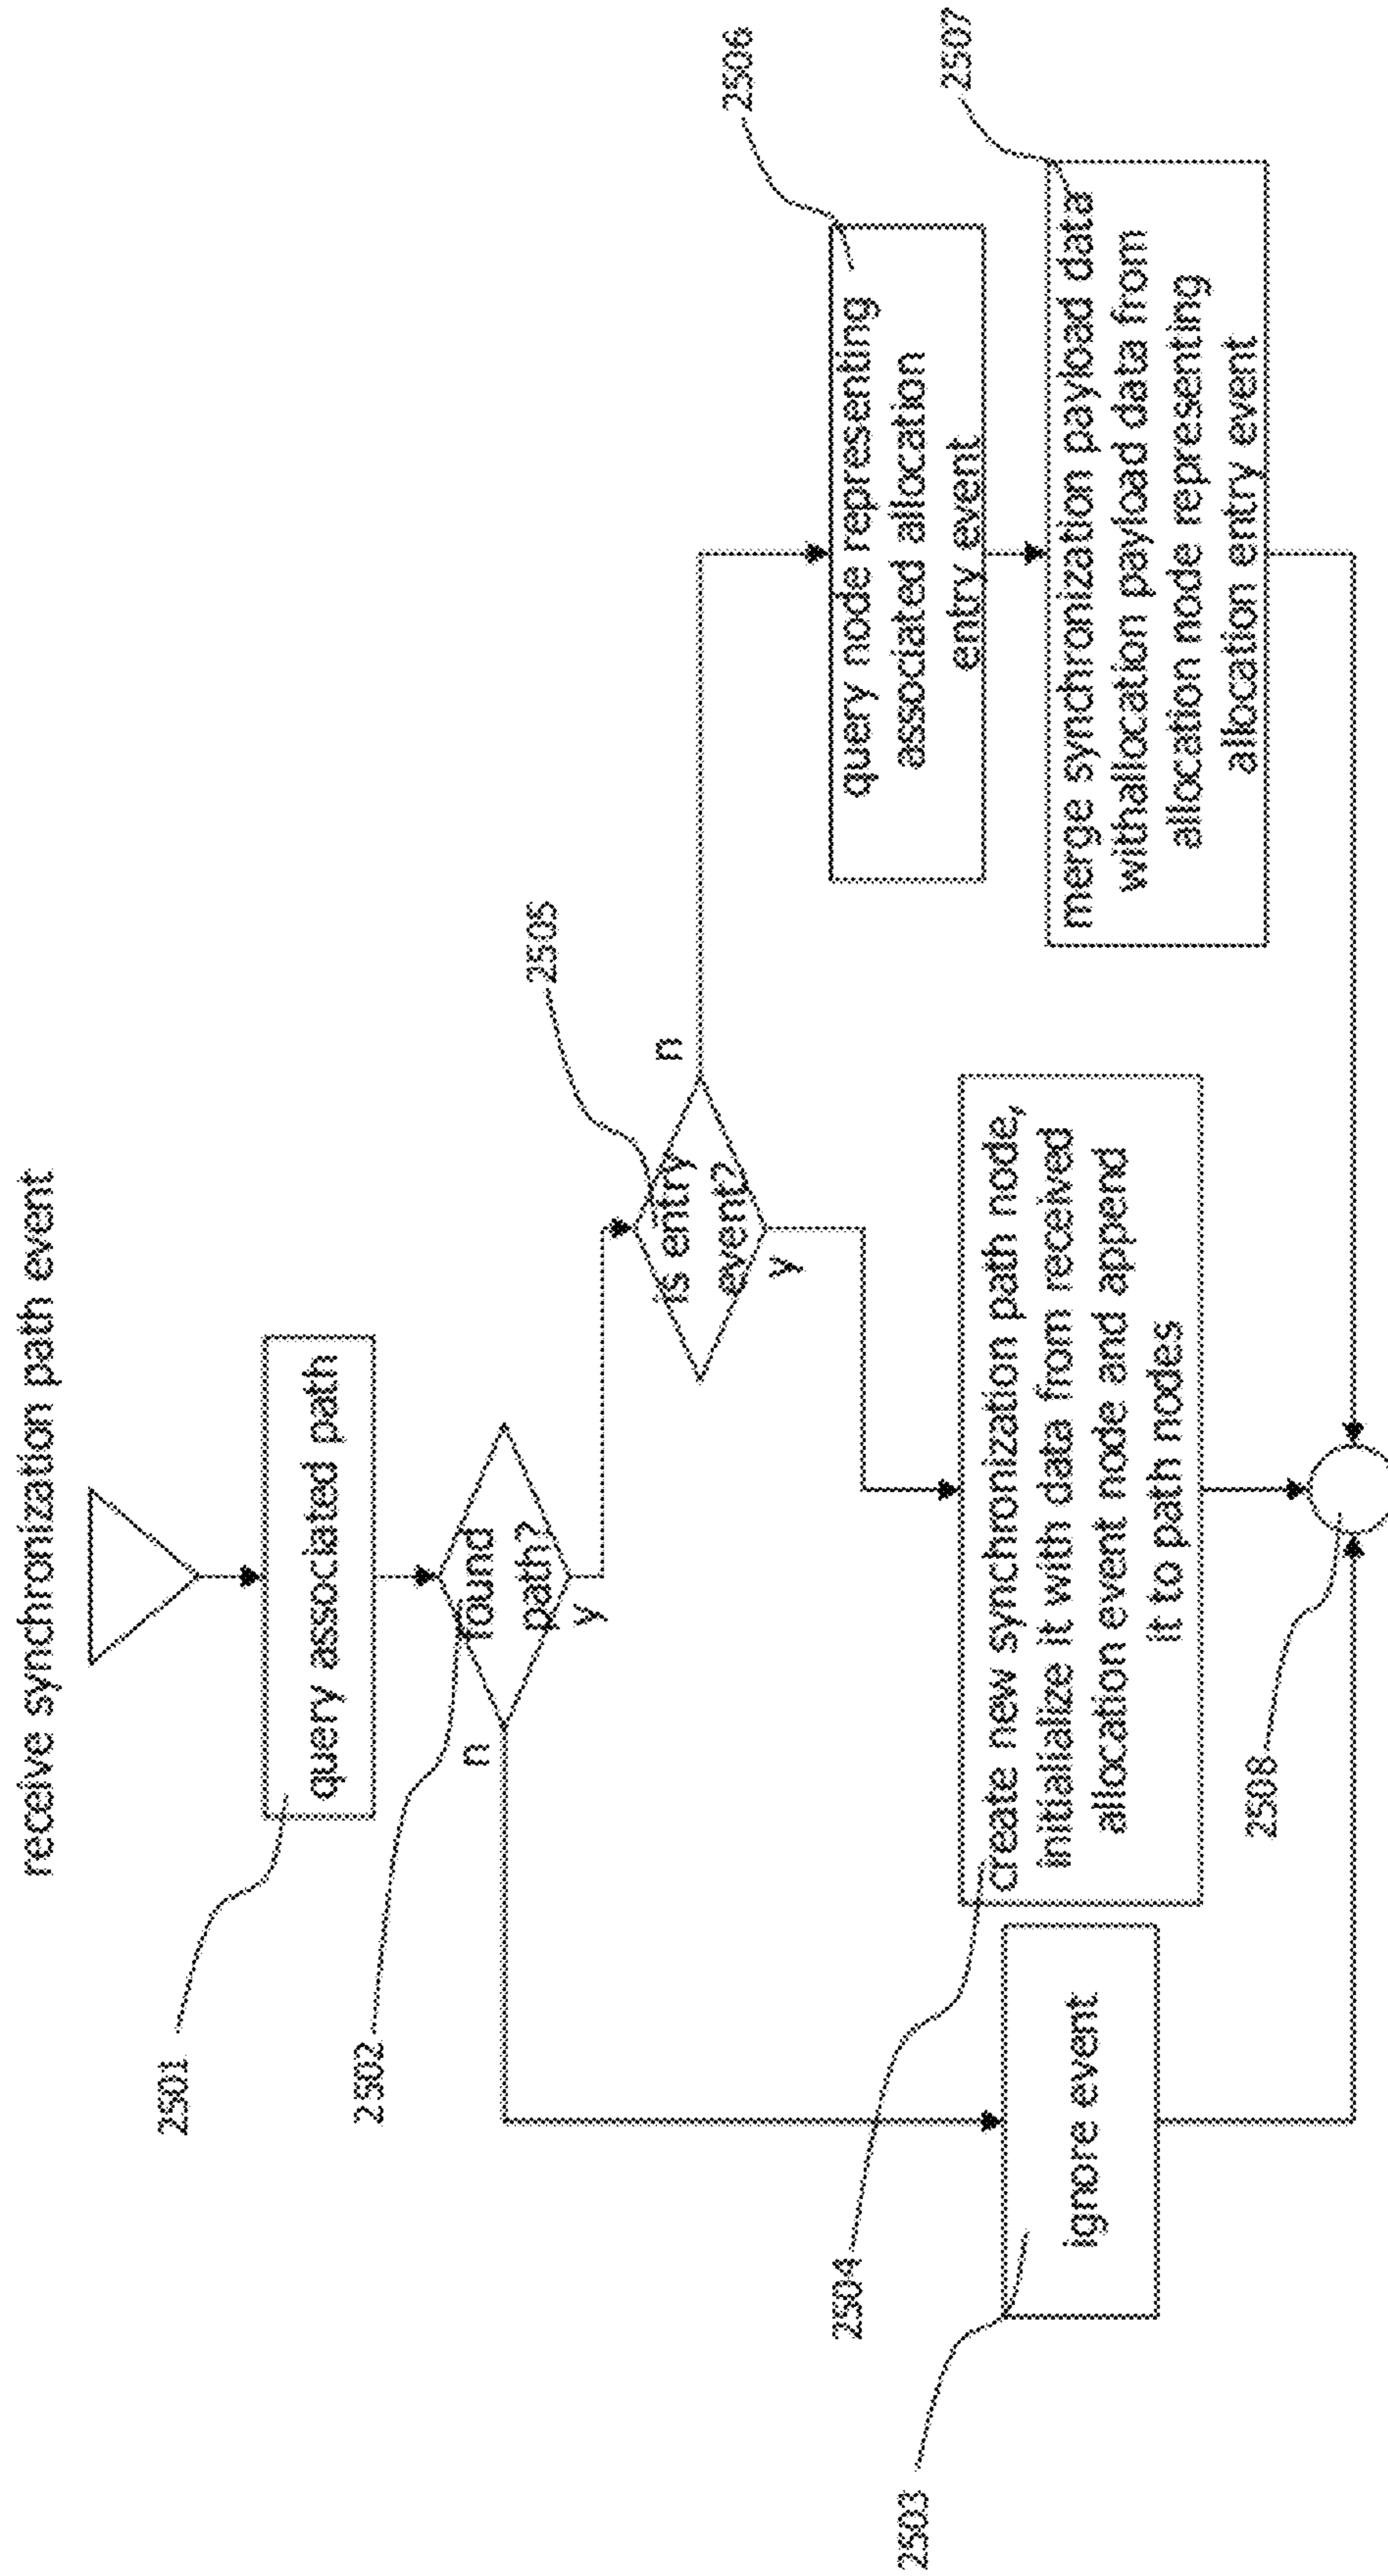 receive synchronization path event
2501
query associated path
2502
found
path?
n
y
2505
is entry
event?
n
y
2506
query node representing
associated allocation
entry event
2507
merge synchronization payload data
withallocation payload data from
allocation node representing
allocation entry event
2504
create new synchronization path node,
initialize it with data from received
allocation event node and append
it to path nodes
2503
ignore event
2508